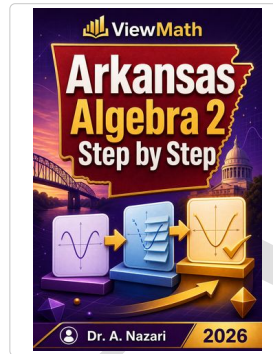 ViewMath
Arkansas
Algebra 2
Step by Step
Dr. A. Nazari
2026